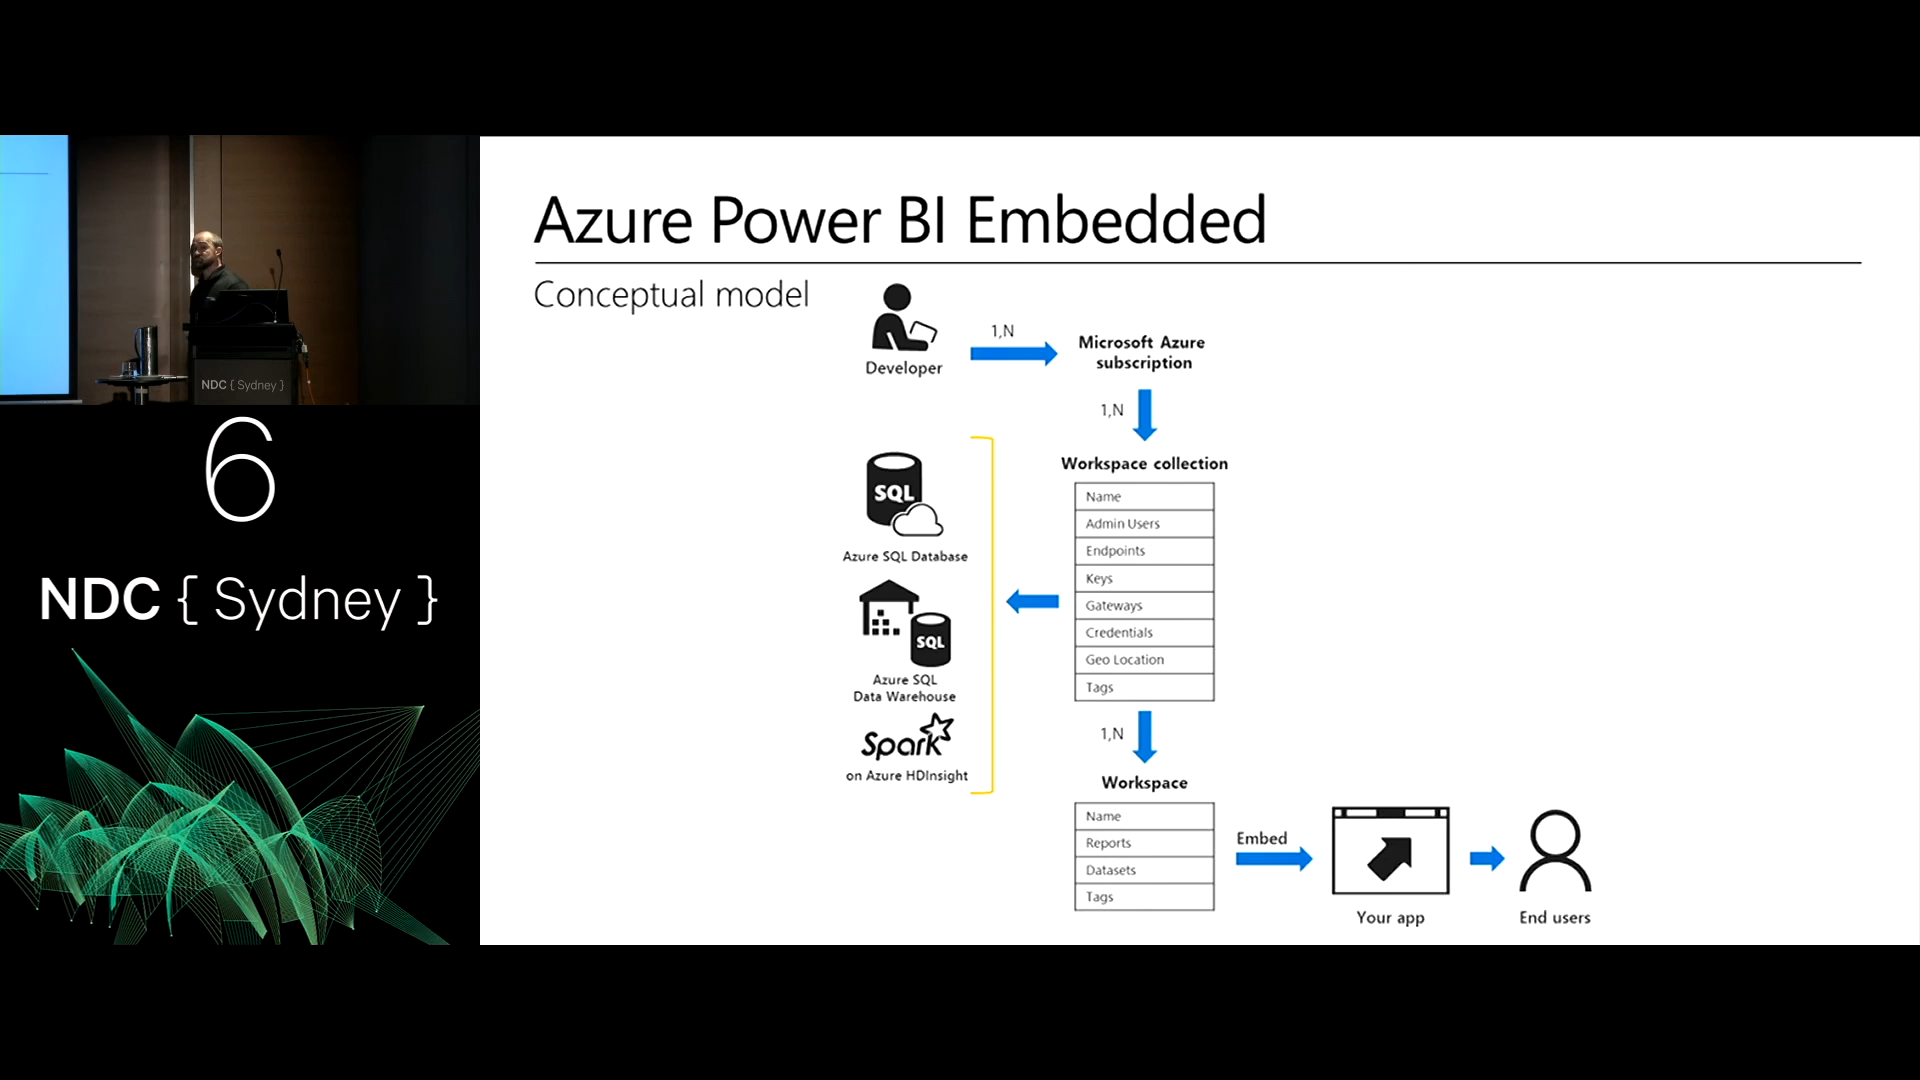 NDC { Sydney }
6
NDC { Sydney }
Azure Power BI Embedded
Conceptual model
Developer
1,N
Microsoft Azure
subscription
1,N
Workspace collection
Name
Admin Users
Endpoints
Keys
Gateways
Credentials
Geo Location
Tags
SQL
Azure SQL Database
SQL
Azure SQL
Data Warehouse
Spark
on Azure HDInsight
1,N
Workspace
Name
Reports
Datasets
Tags
Embed
Your app
End users